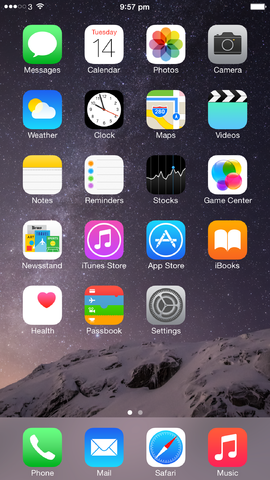 3 9:57 pm
Tuesday
14
Messages Calendar Photos Camera
280
Weather Clock Maps Videos
Notes Reminders Stocks Game Center
Newsstand iTunes Store App Store iBooks
Health Passbook Settings
Phone Mail Safari Music